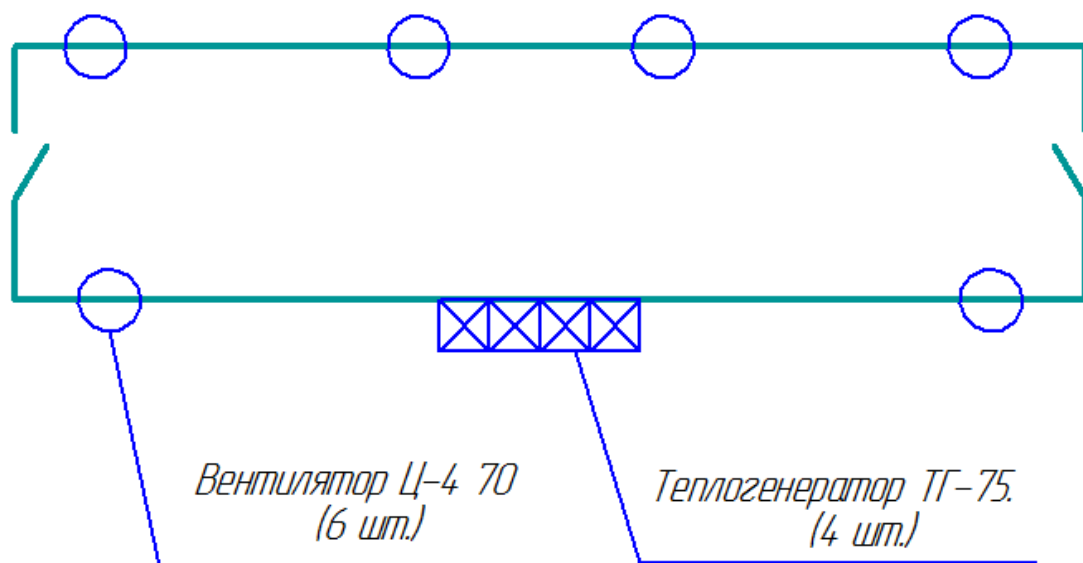 Вентилятор Ц-4 70
(6 шт.)
Теплогенератор ТГ-75.
(4 шт.)